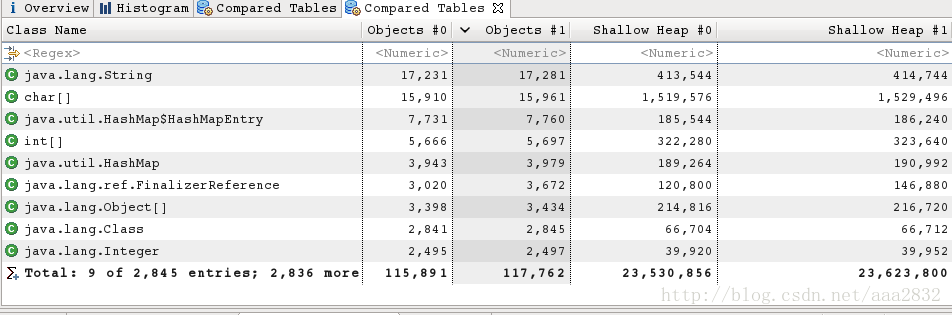 Overview Histogram Compared Tables Compared Tables
Class Name Objects #0 Objects #1 Shallow Heap #0 Shallow Heap #1
<Regex> <Numeric> <Numeric> <Numeric> <Numeric>
java.lang.String 17,231 17,281 413,544 414,744
char[] 15,910 15,961 1,519,576 1,529,496
java.util.HashMap$HashMapEntry 7,731 7,760 185,544 186,240
int[] 5,666 5,697 322,280 323,640
java.util.HashMap 3,943 3,979 189,264 190,992
java.lang.ref.FinalizerReference 3,020 3,672 120,800 146,880
java.lang.Object[] 3,398 3,434 214,816 216,720
java.lang.Class 2,841 2,845 66,704 66,712
java.lang.Integer 2,495 2,497 39,920 39,952
Total: 9 of 2,845 entries; 2,836 more 115,891 117,762 23,530,856 23,623,800
http://blog.csdn.net/aaa2832